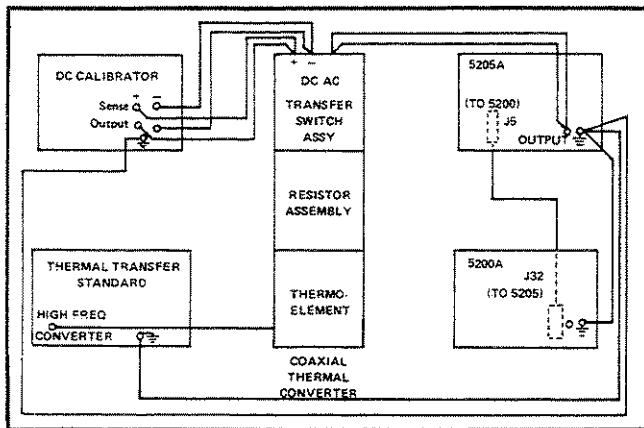 DC CALIBRATOR
+ −
Sense
Output
+ −
DC AC
TRANSFER
SWITCH
ASSY
RESISTOR
ASSEMBLY
THERMO-
ELEMENT
COAXIAL
THERMAL
CONVERTER
5205A
(TO 5200)
J5
OUTPUT
THERMAL TRANSFER
STANDARD
HIGH FREQ
CONVERTER
5200A
J32
(TO 5205)